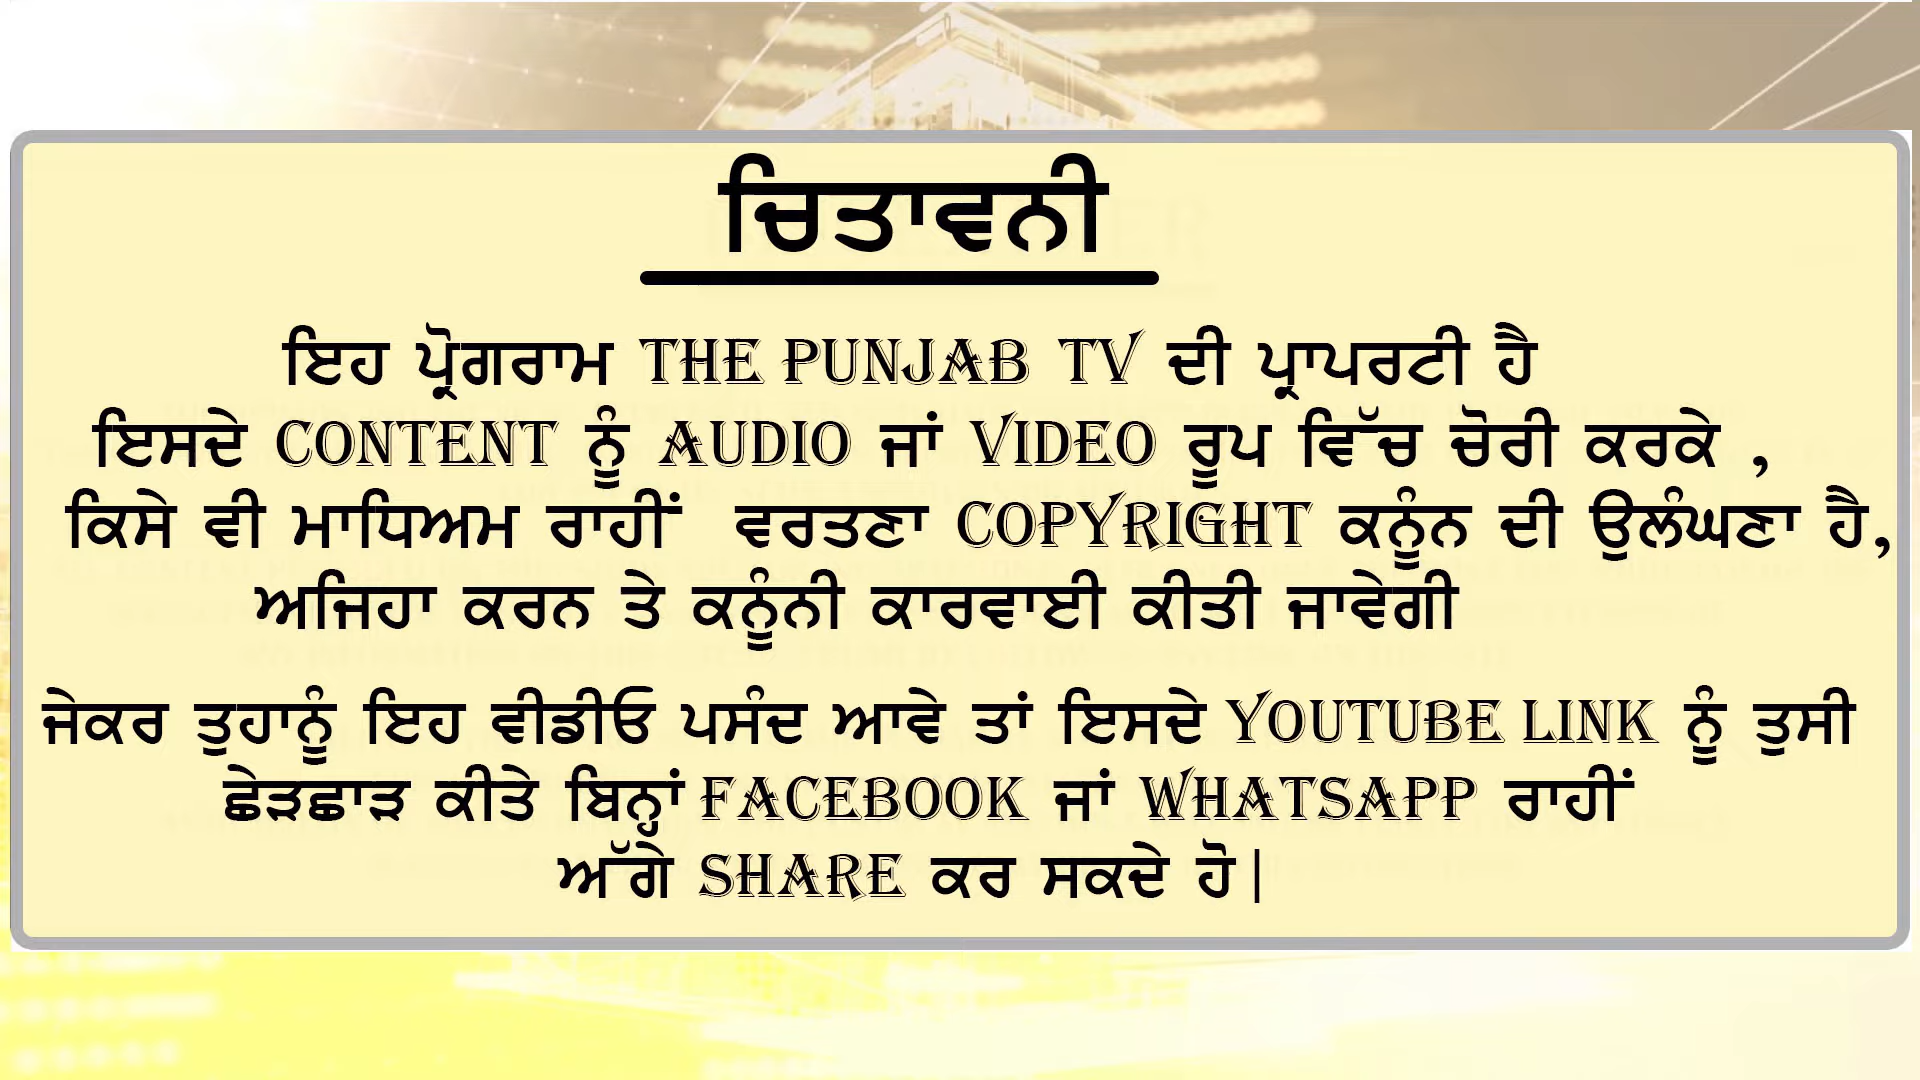 ਚਿਤਾਵਨੀ
ਇਹ ਪ੍ਰੋਗਰਾਮ THE PUNJAB TV ਦੀ ਪ੍ਰਾਪਰਟੀ ਹੈ
ਇਸਦੇ CONTENT ਨੂੰ AUDIO ਜਾਂ VIDEO ਰੂਪ ਵਿੱਚ ਚੋਰੀ ਕਰਕੇ ,
ਕਿਸੇ ਵੀ ਮਾਧਿਅਮ ਰਾਹੀਂ ਵਰਤਣਾ COPYRIGHT ਕਨੂੰਨ ਦੀ ਉਲੰਘਣਾ ਹੈ,
ਅਜਿਹਾ ਕਰਨ ਤੇ ਕਨੂੰਨੀ ਕਾਰਵਾਈ ਕੀਤੀ ਜਾਵੇਗੀ
ਜੇਕਰ ਤੁਹਾਨੂੰ ਇਹ ਵੀਡੀਓ ਪਸੰਦ ਆਵੇ ਤਾਂ ਇਸਦੇ YOUTUBE LINK ਨੂੰ ਤੁਸੀ
ਛੇੜਛਾੜ ਕੀਤੇ ਬਿਨ੍ਹਾਂ FACEBOOK ਜਾਂ WHATSAPP ਰਾਹੀਂ
ਅੱਗੇ SHARE ਕਰ ਸਕਦੇ ਹੋ|